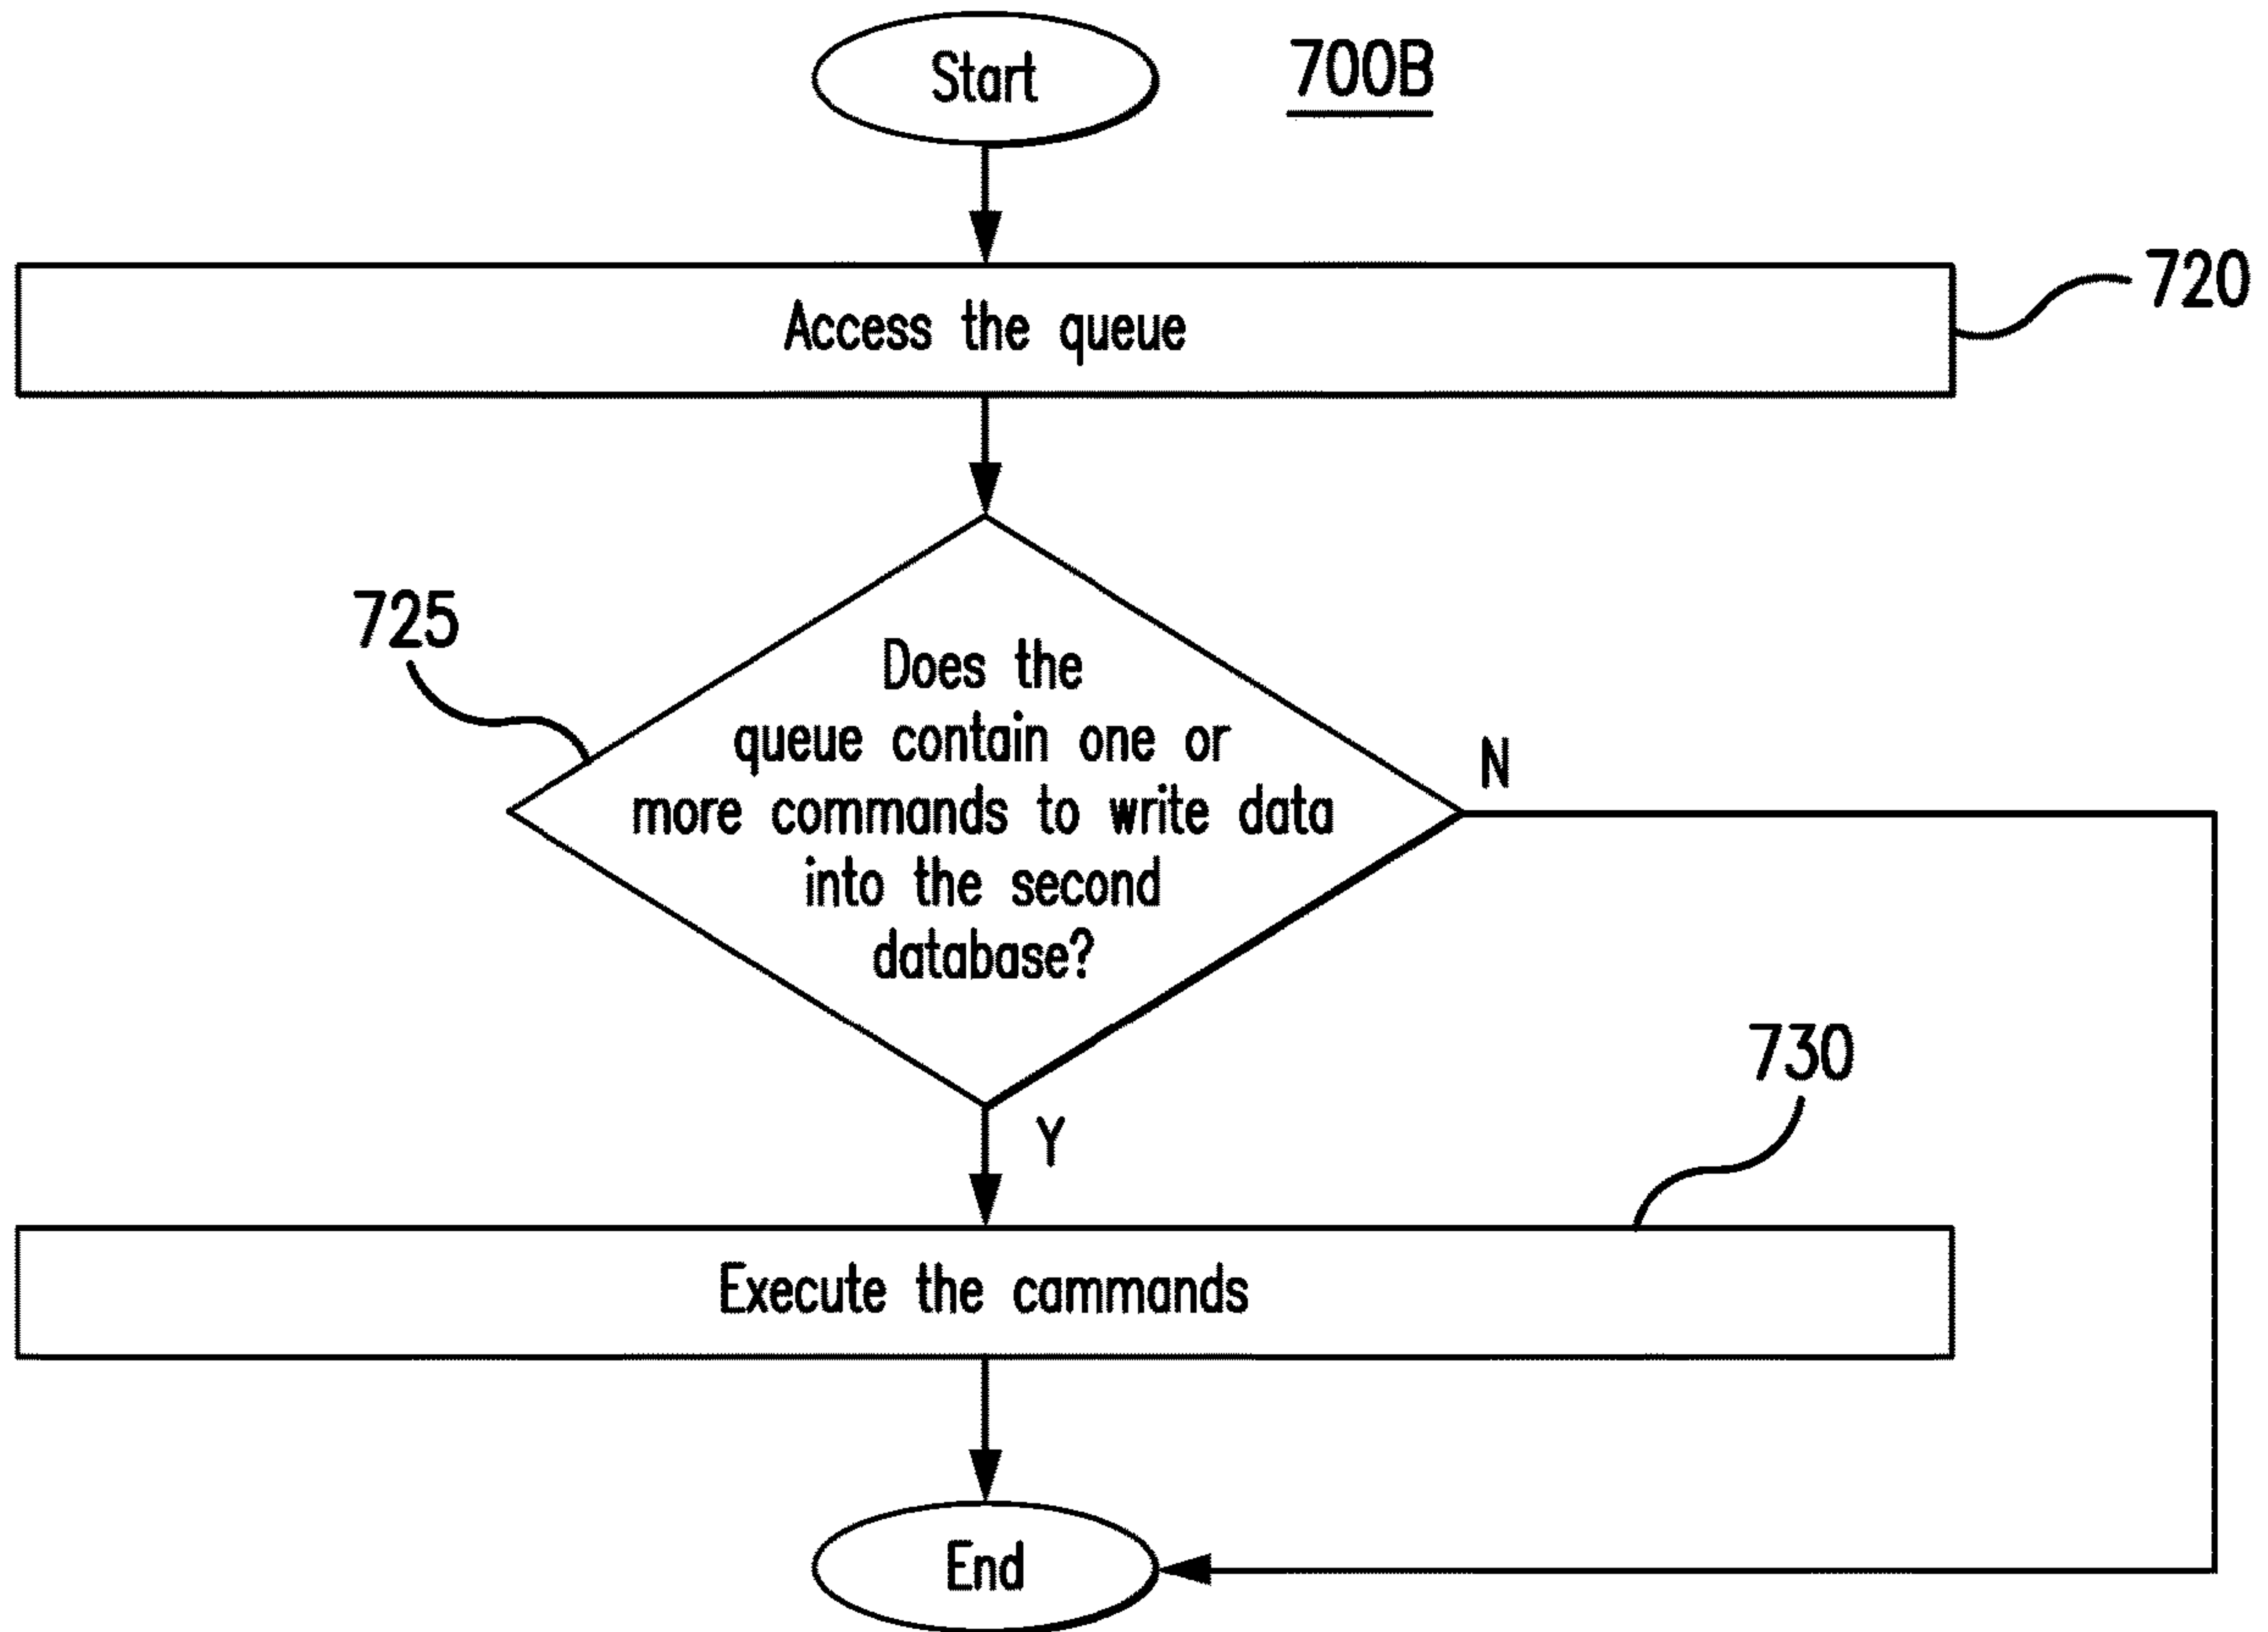 Start
700B
Access the queue
720
725
Does the
queue contain one or
more commands to write data
into the second
database?
N
Y
730
Execute the cammands
End